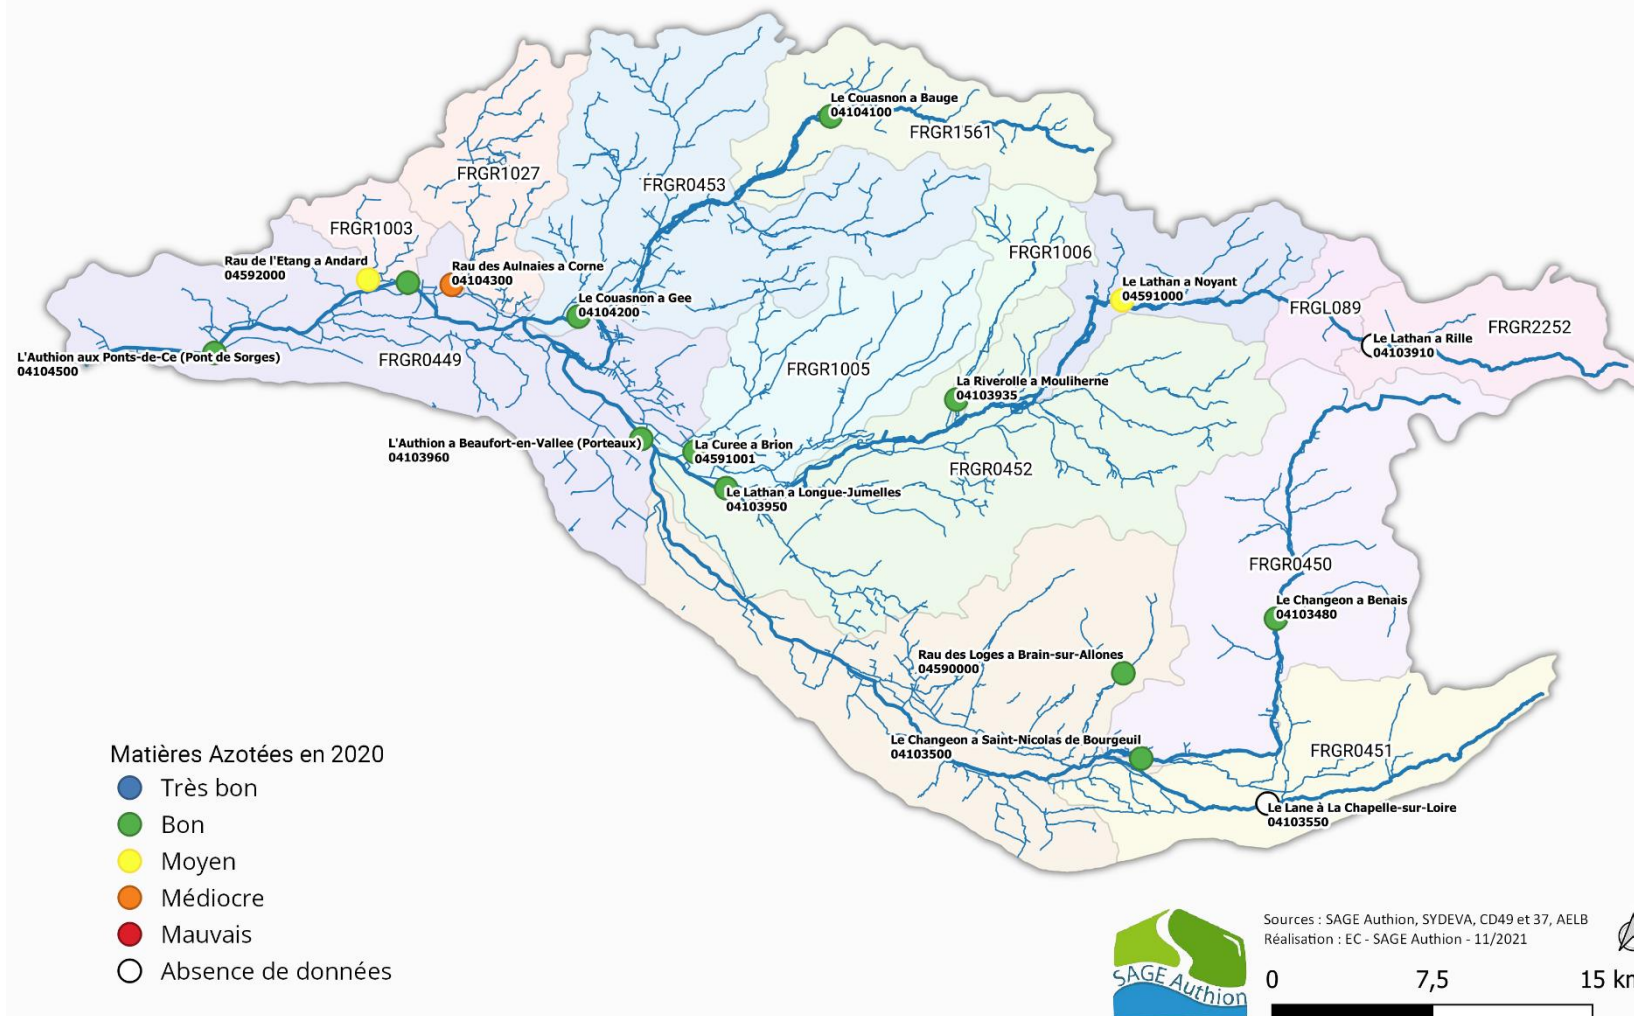 Le Couasnon a Bauge
04104100
FRGR1561
FRGR1027
FRGR0453
FRGR1003
FRGR1006
Rau de l'Etang a Andard
04592000
Rau des Aulnaies a Corne
04104300
Le Lathan a Noyant
04591000
Le Couasnon a Gee
04104200
FRGL089
FRGR2252
Le Lathan a Rille
04103910
L'Authion aux Ponts-de-Ce (Pont de Sorges)
04104500
FRGR0449
FRGR1005
La Riverolle a Mouliherne
04103935
L'Authion a Beaufort-en-Vallee (Porteaux)
04103960
La Curee a Brion
04591001
FRGR0452
Le Lathan a Longue-Jumelles
04103950
FRGR0450
Le Changeon a Benais
04103480
Rau des Loges a Brain-sur-Allones
04590000
Le Changeon a Saint-Nicolas de Bourgeuil
04103500
FRGR0451
Le Lane à La Chapelle-sur-Loire
04103550
Matières Azotées en 2020
Très bon
Bon
Moyen
Médiocre
Mauvais
Absence de données
SAGE Authion
Sources : SAGE Authion, SYDEVA, CD49 et 37, AELB
Réalisation : EC - SAGE Authion - 11/2021
0 7,5 15 km